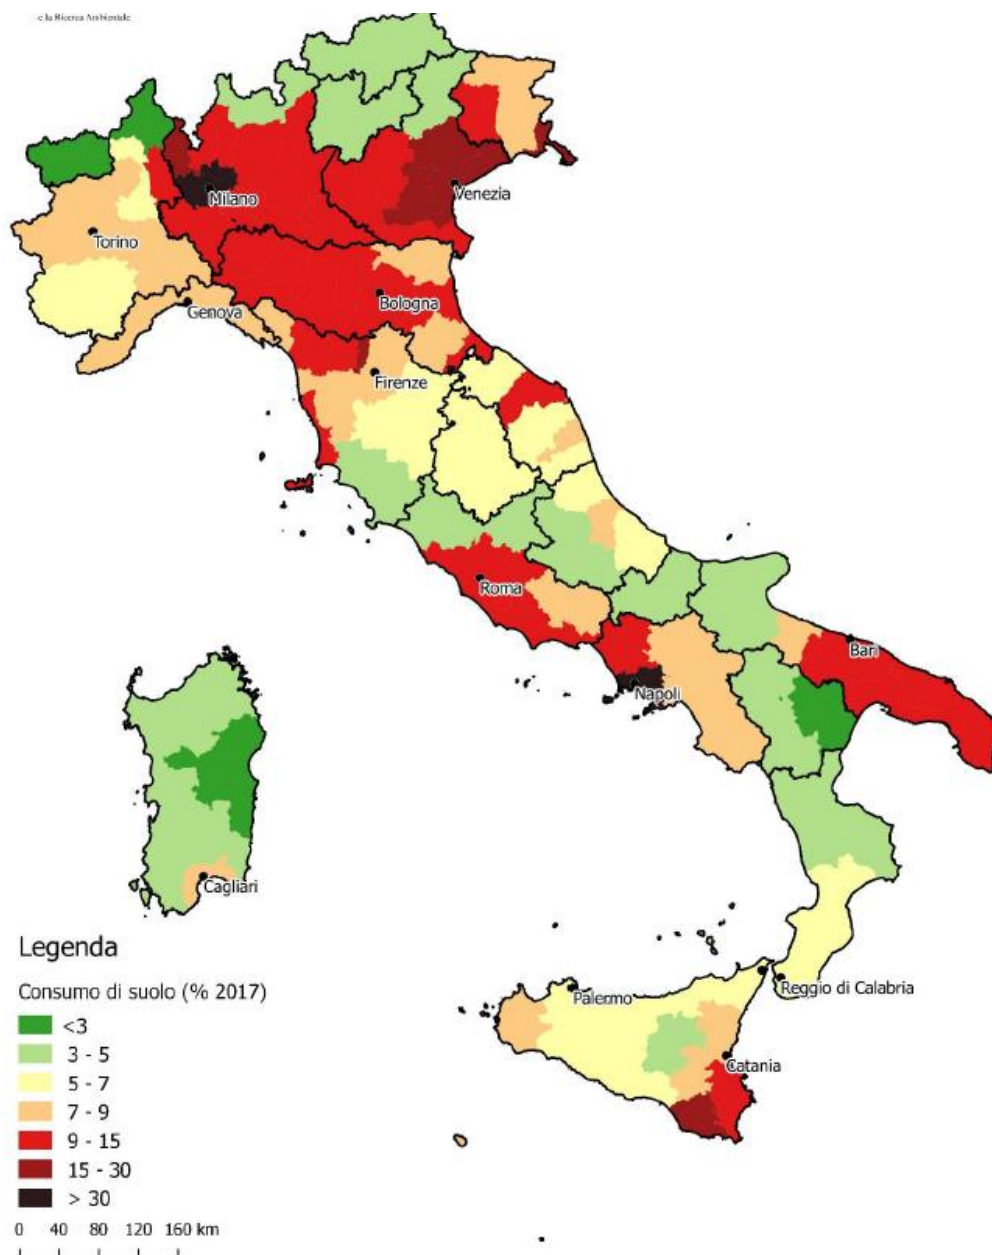 e la Ricerca Ambientale
Milano
Venezia
Torino
Bologna
Genova
Firenze
Roma
Bari
Napoli
Cagliari
Reggio di Calabria
Palermo
Catania
Legenda
Consumo di suolo (% 2017)
<3
3 - 5
5 - 7
7 - 9
9 - 15
15 - 30
> 30
0 40 80 120 160 km